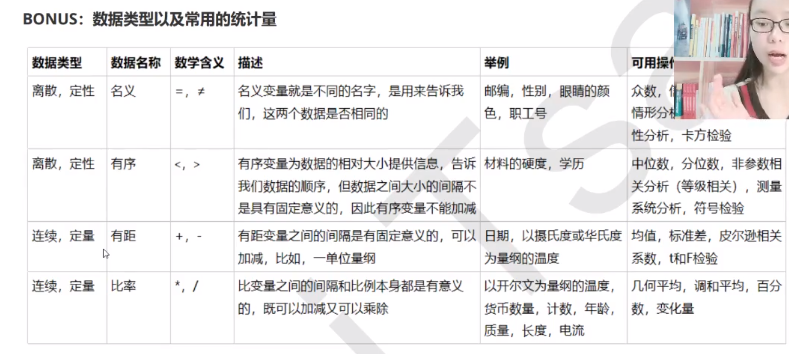 BONUS：数据类型以及常用的统计量
数据类型 数据名称 数学含义 描述 举例 可用操
离散，定性 名义 =，≠ 名义变量就是不同的名字，是用来告诉我 邮编，性别，眼睛的颜 众数，
们，这两个数据是否相同的 色，职工号 情形分
性分析，卡方检验
离散，定性 有序 <，> 有序变量为数据的相对大小提供信息，告诉 材料的硬度，学历 中位数，分位数，非参数相
我们数据的顺序，但数据之间大小的间隔不 关分析（等级相关），测量
是具有固定意义的，因此有序变量不能加减 系统分析，符号检验
连续，定量 有距 +，- 有距变量之间的间隔是有固定意义的，可以 日期，以摄氏度或华氏度 均值，标准差，皮尔逊相关
加减，比如，一单位量纲 为量纲的温度 系数，t和F检验
连续，定量 比率 *，/ 比变量之间的间隔和比例本身都是有意义 以开尔文为量纲的温度， 几何平均，调和平均，百分
的，既可以加减又可以乘除 货币数量，计数，年龄， 数，变化量
质量，长度，电流